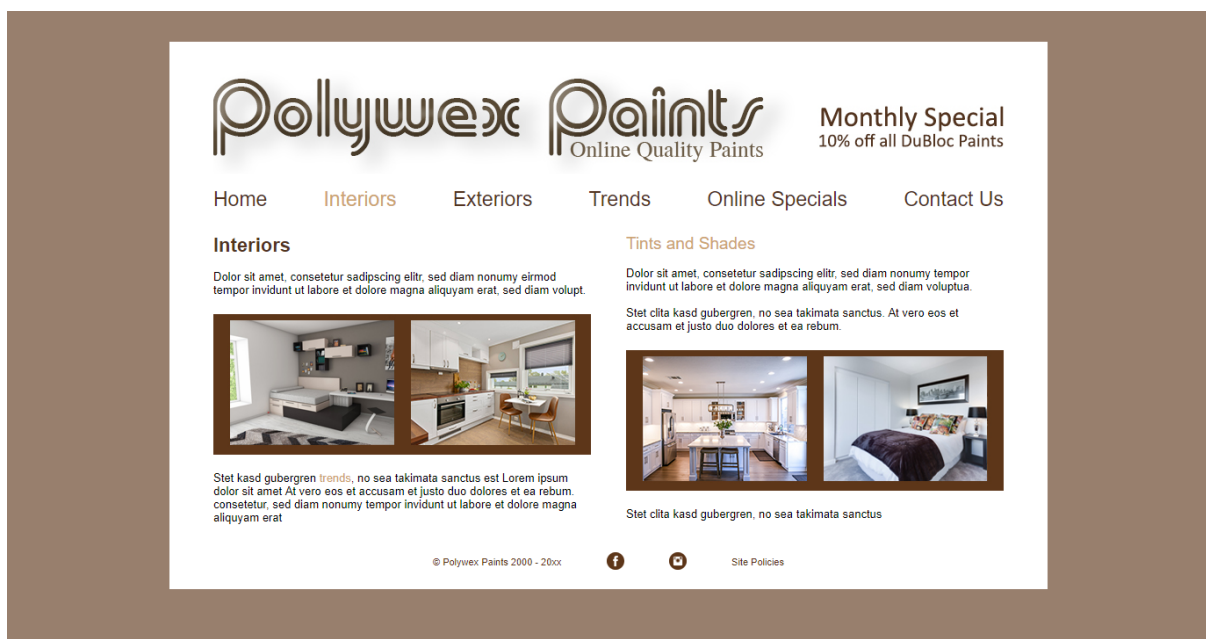 Polywex Paints
Online Quality Paints
Monthly Special
10% off all DuBloc Paints
Home Interiors Exteriors Trends Online Specials Contact Us
Interiors
Dolor sit amet, consetetur sadipscing elitr, sed diam nonumy eirmod
tempor invidunt ut labore et dolore magna aliquyam erat, sed diam volupt.
Stet kasd gubergren trends, no sea takimata sanctus est Lorem ipsum
dolor sit amet At vero eos et accusam et justo duo dolores et ea rebum.
consetetur, sed diam nonumy tempor invidunt ut labore et dolore magna
aliquyam erat
Tints and Shades
Dolor sit amet, consetetur sadipscing elitr, sed diam nonumy tempor
invidunt ut labore et dolore magna aliquyam erat, sed diam voluptua.
Stet clita kasd gubergren, no sea takimata sanctus. At vero eos et
accusam et justo duo dolores et ea rebum.
Stet clita kasd gubergren, no sea takimata sanctus
© Polywex Paints 2000 - 20xx Site Policies